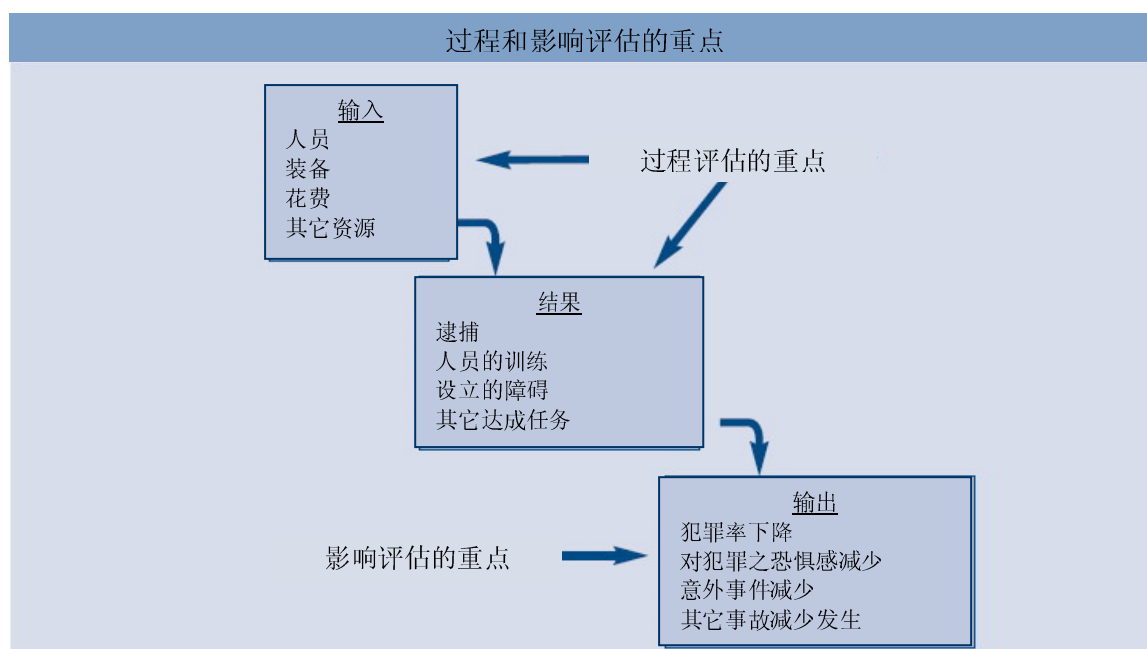 过程和影响评估的重点
输入
人员
装备
花费
其它资源
过程评估的重点
结果
逮捕
人员的训练
设立的障碍
其它达成任务
输出
犯罪率下降
对犯罪之恐惧感减少
意外事件减少
其它事故减少发生
影响评估的重点